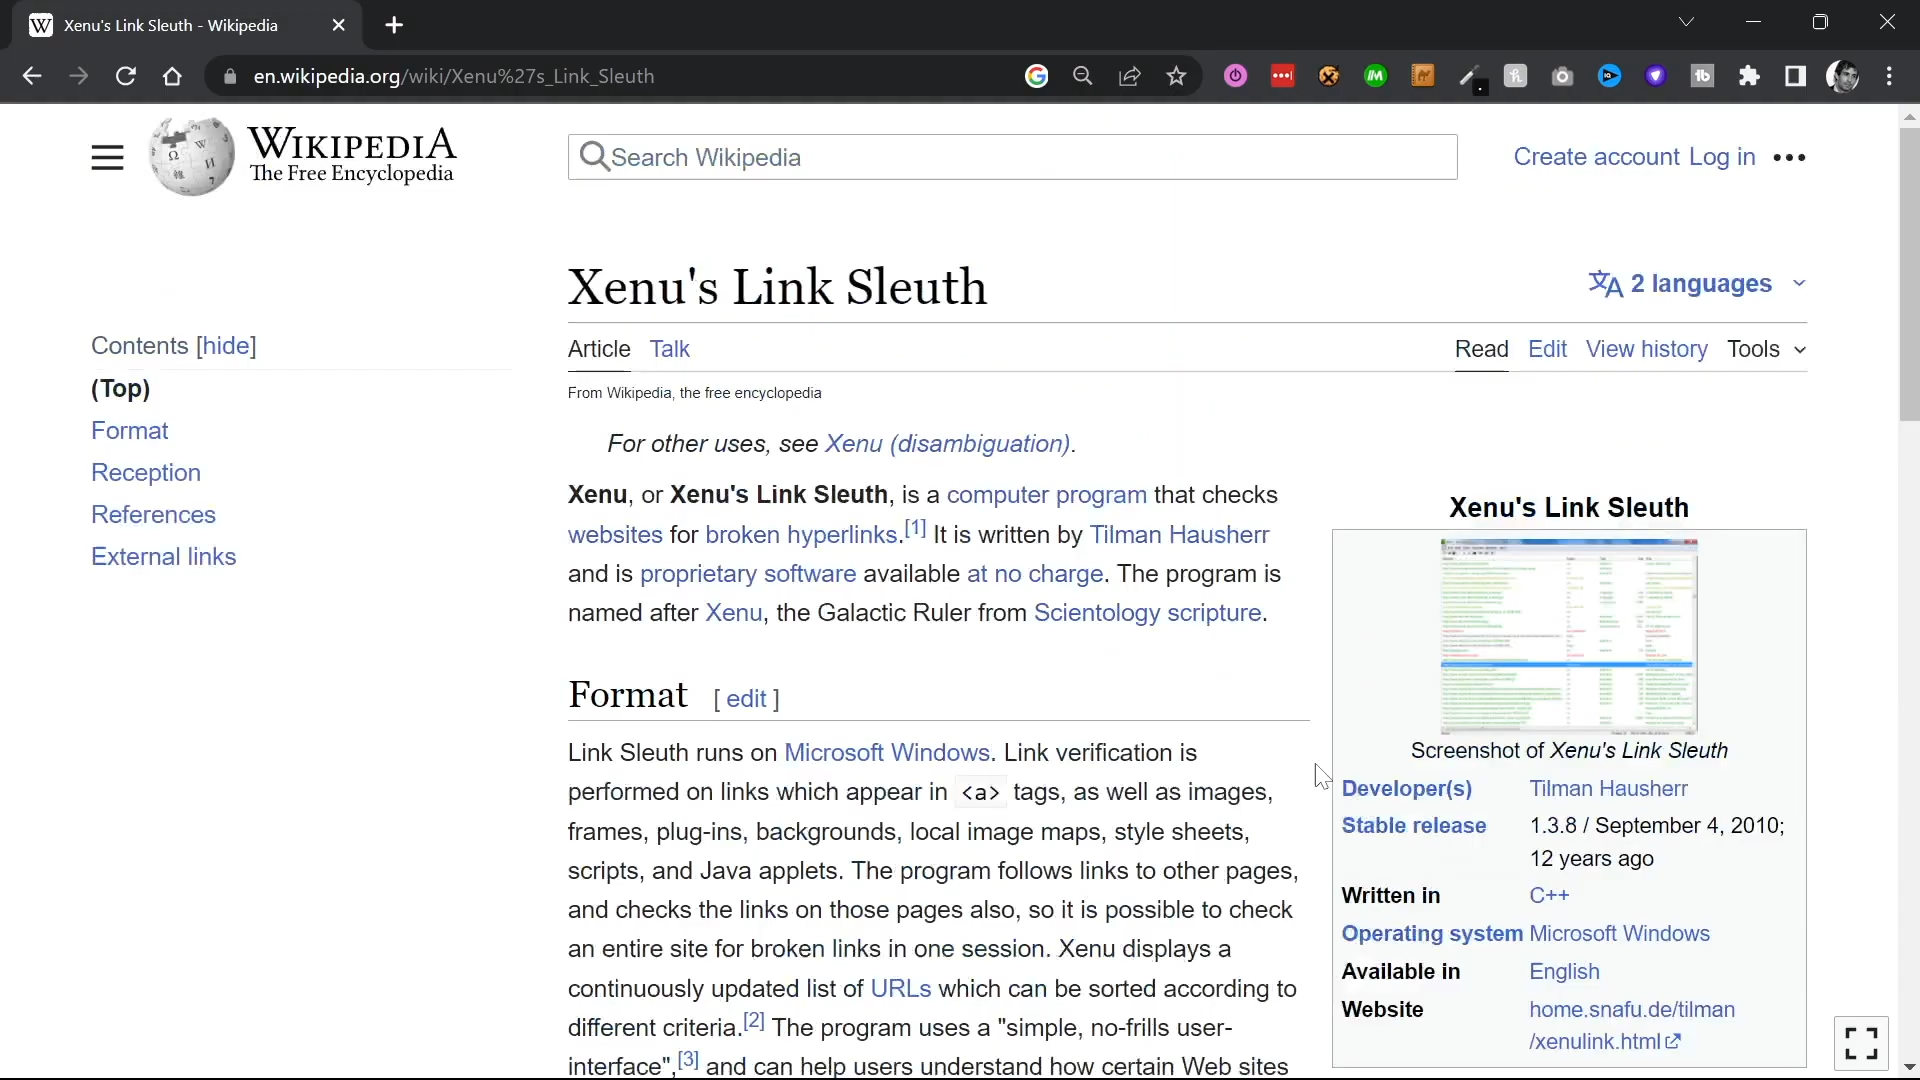 Xenu's Link Sleuth - Wikipedia
en.wikipedia.org/wiki/Xenu%27s_Link_Sleuth
WIKIPEDIA
The Free Encyclopedia
Search Wikipedia
Create account Log in
Xenu's Link Sleuth
2 languages
Contents [hide]
(Top)
Format
Reception
References
External links
Article Talk
Read Edit View history Tools
From Wikipedia, the free encyclopedia
For other uses, see Xenu (disambiguation).
Xenu, or Xenu's Link Sleuth, is a computer program that checks
websites for broken hyperlinks.[1] It is written by Tilman Hausherr
and is proprietary software available at no charge. The program is
named after Xenu, the Galactic Ruler from Scientology scripture.
Format [ edit ]
Link Sleuth runs on Microsoft Windows. Link verification is
performed on links which appear in <a> tags, as well as images,
frames, plug-ins, backgrounds, local image maps, style sheets,
scripts, and Java applets. The program follows links to other pages,
and checks the links on those pages also, so it is possible to check
an entire site for broken links in one session. Xenu displays a
continuously updated list of URLs which can be sorted according to
different criteria.[2] The program uses a "simple, no-frills user-
interface",[3] and can help users understand how certain Web sites
Xenu's Link Sleuth
Screenshot of Xenu's Link Sleuth
Developer(s) Tilman Hausherr
Stable release 1.3.8 / September 4, 2010;
12 years ago
Written in C++
Operating system Microsoft Windows
Available in English
Website home.snafu.de/tilman
/xenulink.html